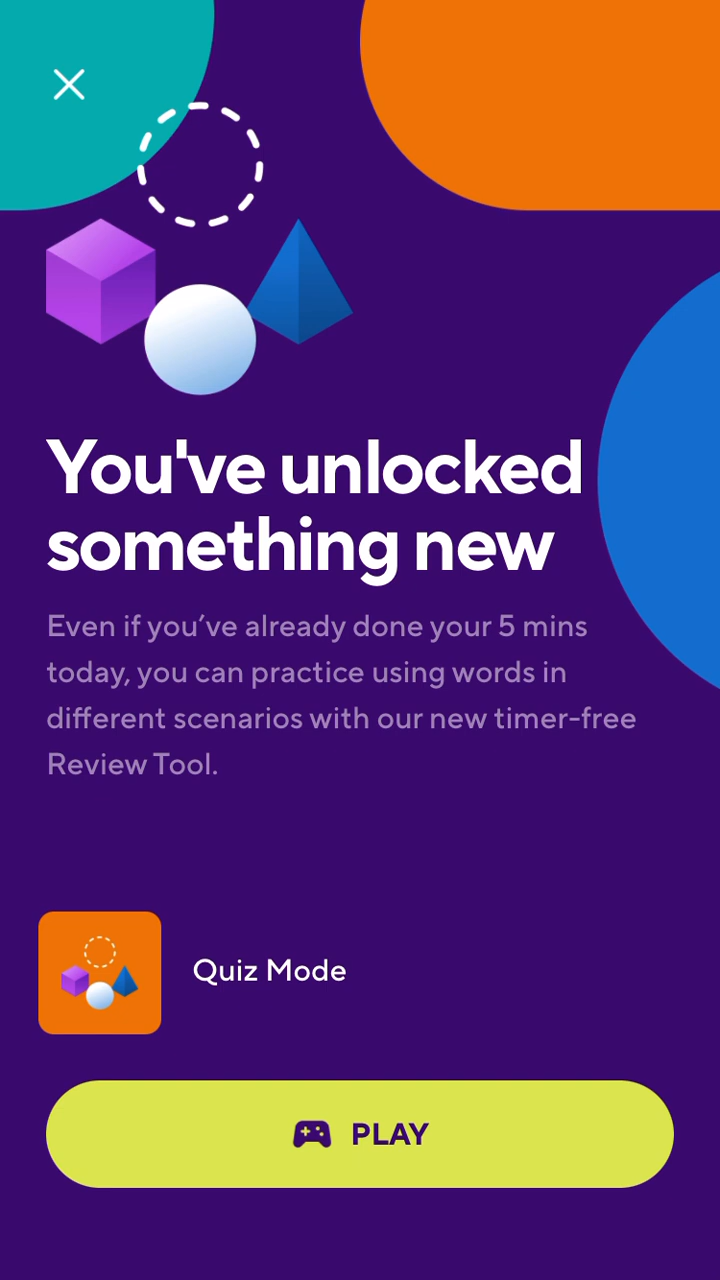 You've unlocked
something new
Even if you’ve already done your 5 mins
today, you can practice using words in
different scenarios with our new timer-free
Review Tool.
Quiz Mode
PLAY